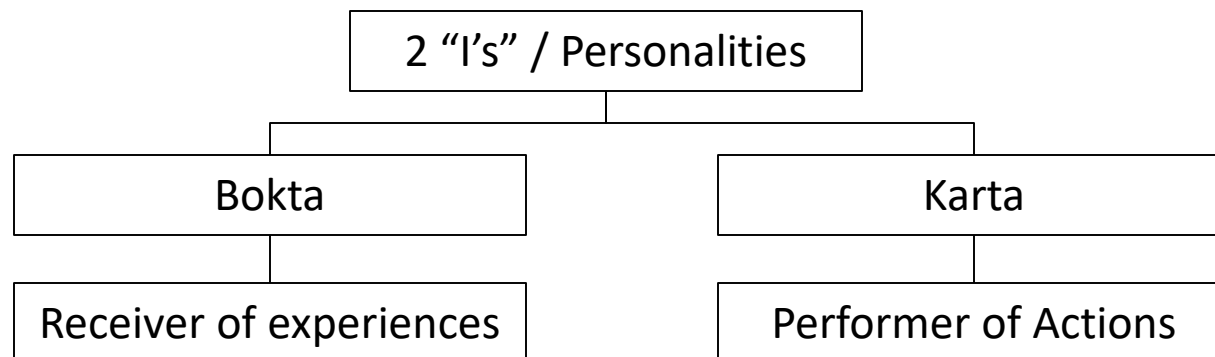 2 “I’s” / Personalities
Bokta
Karta
Receiver of experiences
Performer of Actions